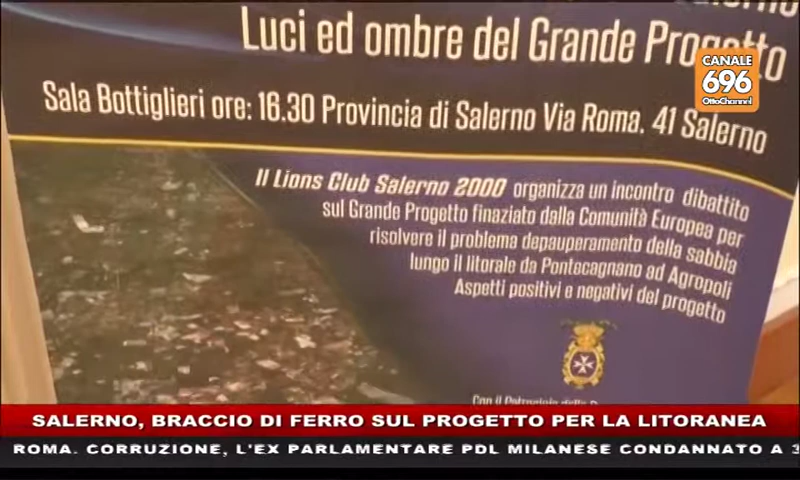 Luci ed ombre del Grande Progetto
CANALE
696
OttoChannel
Sala Bottiglieri ore: 16.30 Provincia di Salerno Via Roma. 41 Salerno
Il Lions Club Salerno 2000 organizza un incontro dibattito
sul Grande Progetto finaziato dalla Comunità Europea per
risolvere il problema depauperamento della sabbia
lungo il litorale da Pontecagnano ad Agropoli
Aspetti positivi e negativi del progetto
Con il
SALERNO, BRACCIO DI FERRO SUL PROGETTO PER LA LITORANEA
ROMA. CORRUZIONE, L'EX PARLAMENTARE PDL MILANESE CONDANNATO A 3